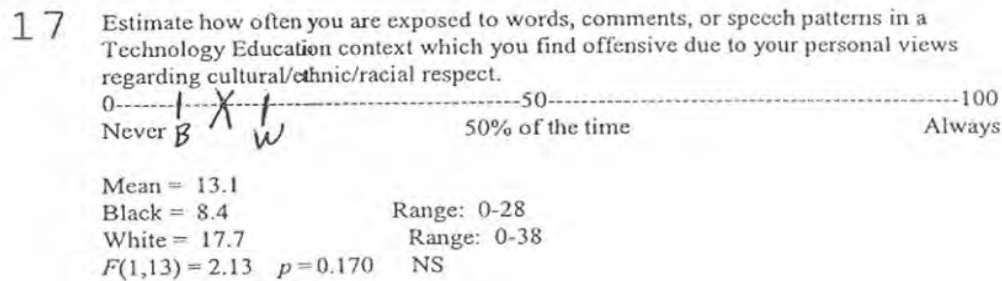 17 Estimate how often you are exposed to words, comments, or speech patterns in a
Technology Education context which you find offensive due to your personal views
regarding cultural/ethnic/racial respect.
0-------|---X---|-------------------------------50--------------------------------------------------100
Never B W 50% of the time Always
Mean = 13.1
Black = 8.4 Range: 0-28
White = 17.7 Range: 0-38
F(1,13) = 2.13 p = 0.170 NS